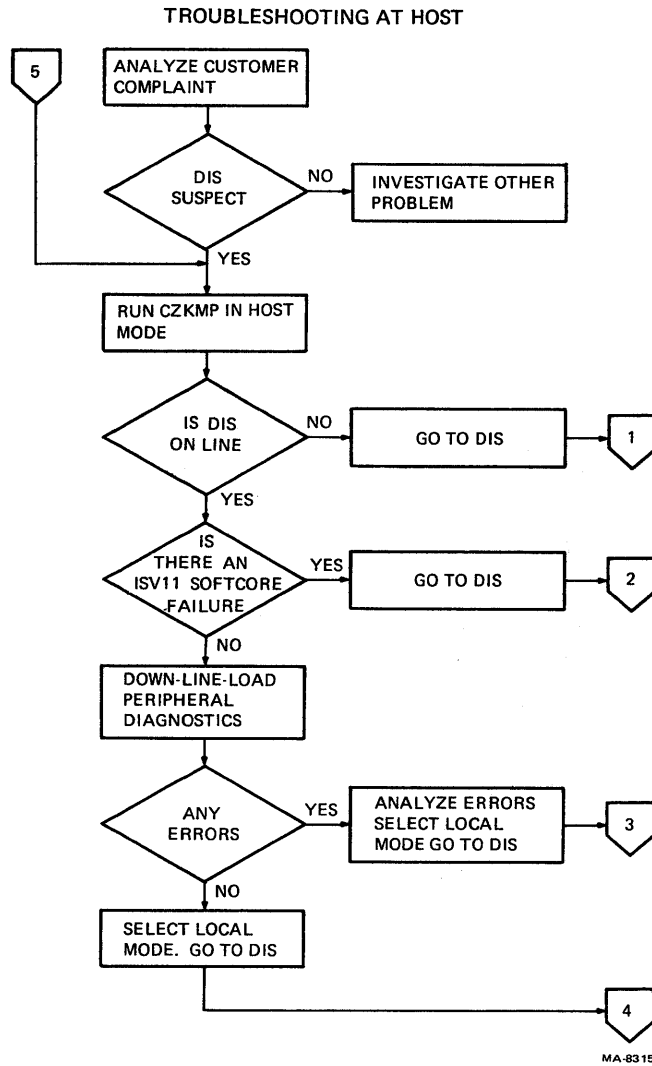 TROUBLESHOOTING AT HOST
5
ANALYZE CUSTOMER
COMPLAINT
DIS
SUSPECT
NO
INVESTIGATE OTHER
PROBLEM
YES
RUN CZKMP IN HOST
MODE
IS DIS
ON LINE
NO
GO TO DIS
1
YES
IS
THERE AN
ISV11 SOFTCORE
FAILURE
YES
GO TO DIS
2
NO
DOWN-LINE-LOAD
PERIPHERAL
DIAGNOSTICS
ANY
ERRORS
YES
ANALYZE ERRORS
SELECT LOCAL
MODE GO TO DIS
3
NO
SELECT LOCAL
MODE. GO TO DIS
4
MA-8315